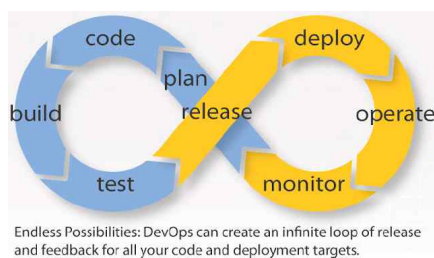 code
deploy
plan
release
build
operate
test
monitor
Endless Possibilities: DevOps can create an infinite loop of release
and feedback for all your code and deployment targets.